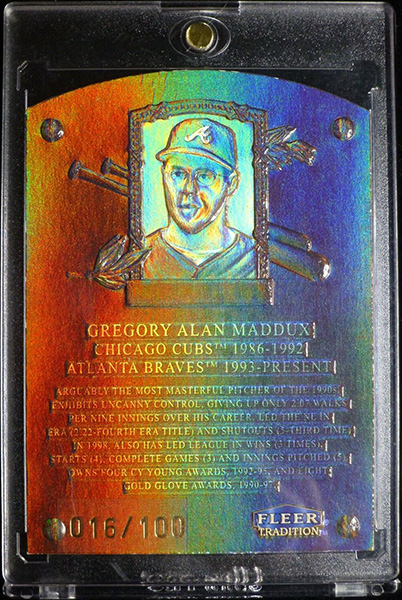 A
GREGORY ALAN MADDUX
CHICAGO CUBS™ 1986-1992
ATLANTA BRAVES™ 1993-PRESENT
ARGUABLY THE MOST MASTERFUL PITCHER OF THE 1990s,
EXHIBITS UNCANNY CONTROL, GIVING UP ONLY 2.07 WALKS
PER NINE INNINGS OVER HIS CAREER. LED THE NL IN
ERA (2.22-FOURTH ERA TITLE) AND SHUTOUTS (5-THIRD TIME)
IN 1998. ALSO HAS LED LEAGUE IN WINS (3 TIMES),
STARTS (4), COMPLETE GAMES (3) AND INNINGS PITCHED (5).
OWNS FOUR CY YOUNG AWARDS, 1992-95, AND EIGHT
GOLD GLOVE AWARDS, 1990-97.
016/100
FLEER
TRADITION